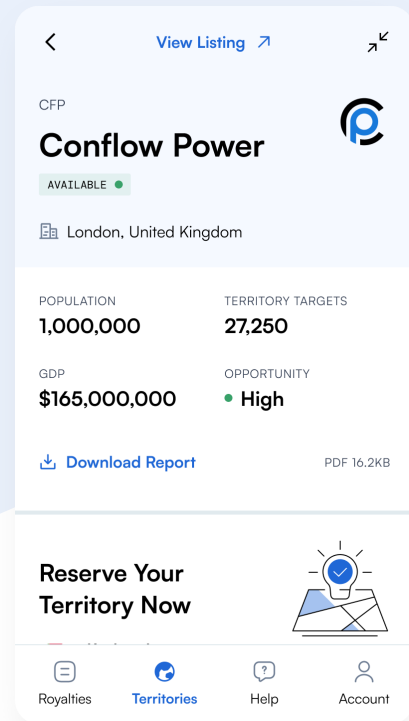 View Listing
CFP
Conflow Power
AVAILABLE
London, United Kingdom
POPULATION
TERRITORY TARGETS
1,000,000
27,250
GDP
OPPORTUNITY
$165,000,000
High
Download Report
PDF 16.2KB
Reserve Your
Territory Now
Royalties
Territories
Help
Account